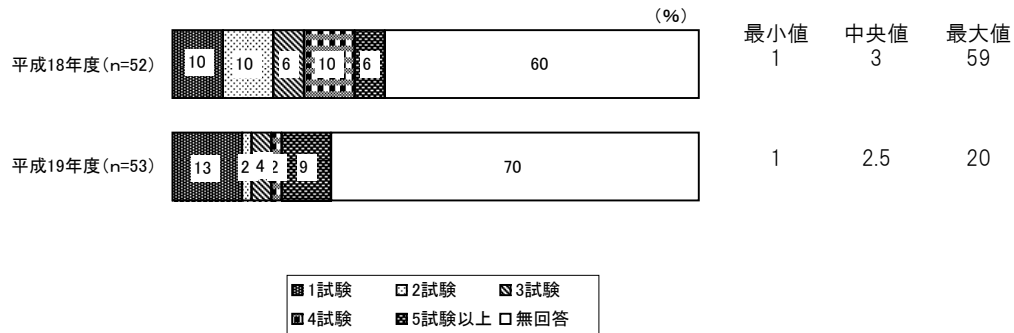 (%)
最小値 中央値 最大値
平成18年度(n=52) 10 10 6 10 6 60 1 3 59
平成19年度(n=53) 13 2 4 2 9 70 1 2.5 20
1試験 2試験 3試験
4試験 5試験以上 無回答